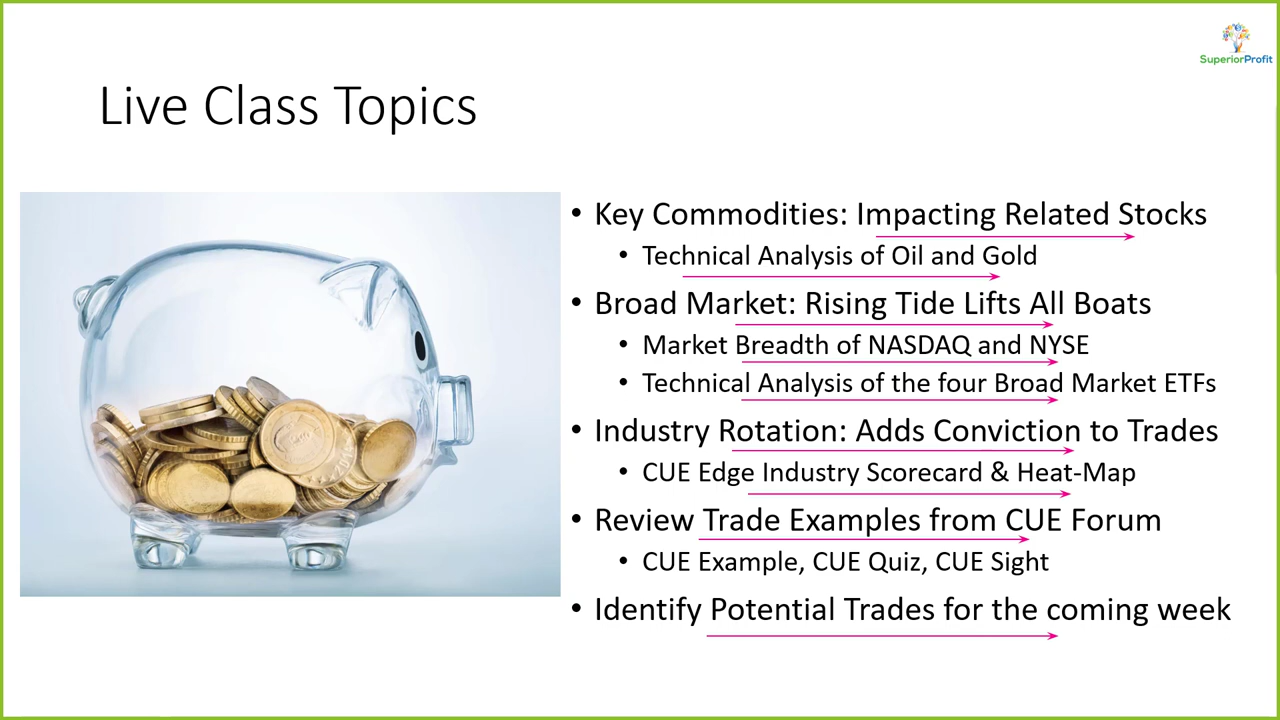 SuperiorProfit
Live Class Topics
• Key Commodities: Impacting Related Stocks
• Technical Analysis of Oil and Gold
• Broad Market: Rising Tide Lifts All Boats
• Market Breadth of NASDAQ and NYSE
• Technical Analysis of the four Broad Market ETFs
• Industry Rotation: Adds Conviction to Trades
• CUE Edge Industry Scorecard & Heat-Map
• Review Trade Examples from CUE Forum
• CUE Example, CUE Quiz, CUE Sight
• Identify Potential Trades for the coming week